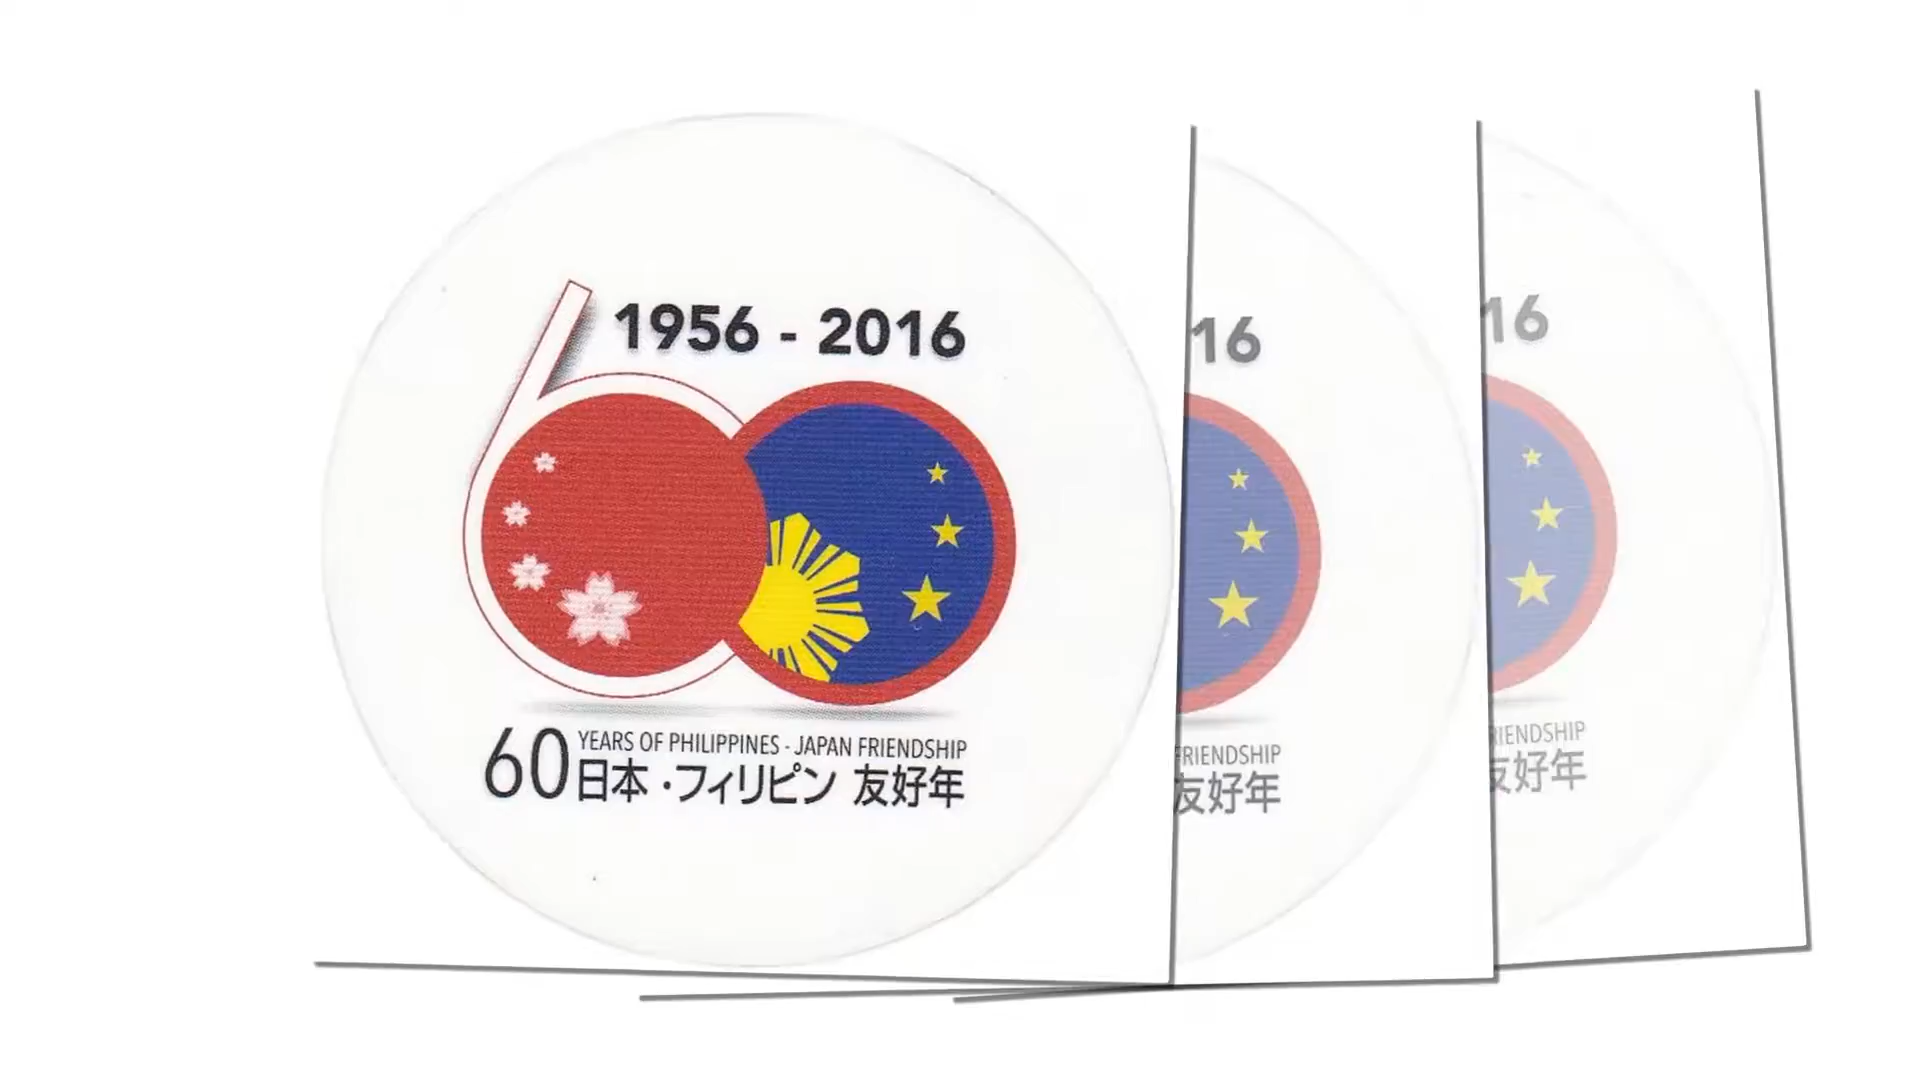 1956 - 2016
60 YEARS OF PHILIPPINES - JAPAN FRIENDSHIP
日本・フィリピン 友好年
16
FRIENDSHIP
友好年
16
RIENDSHIP
友好年